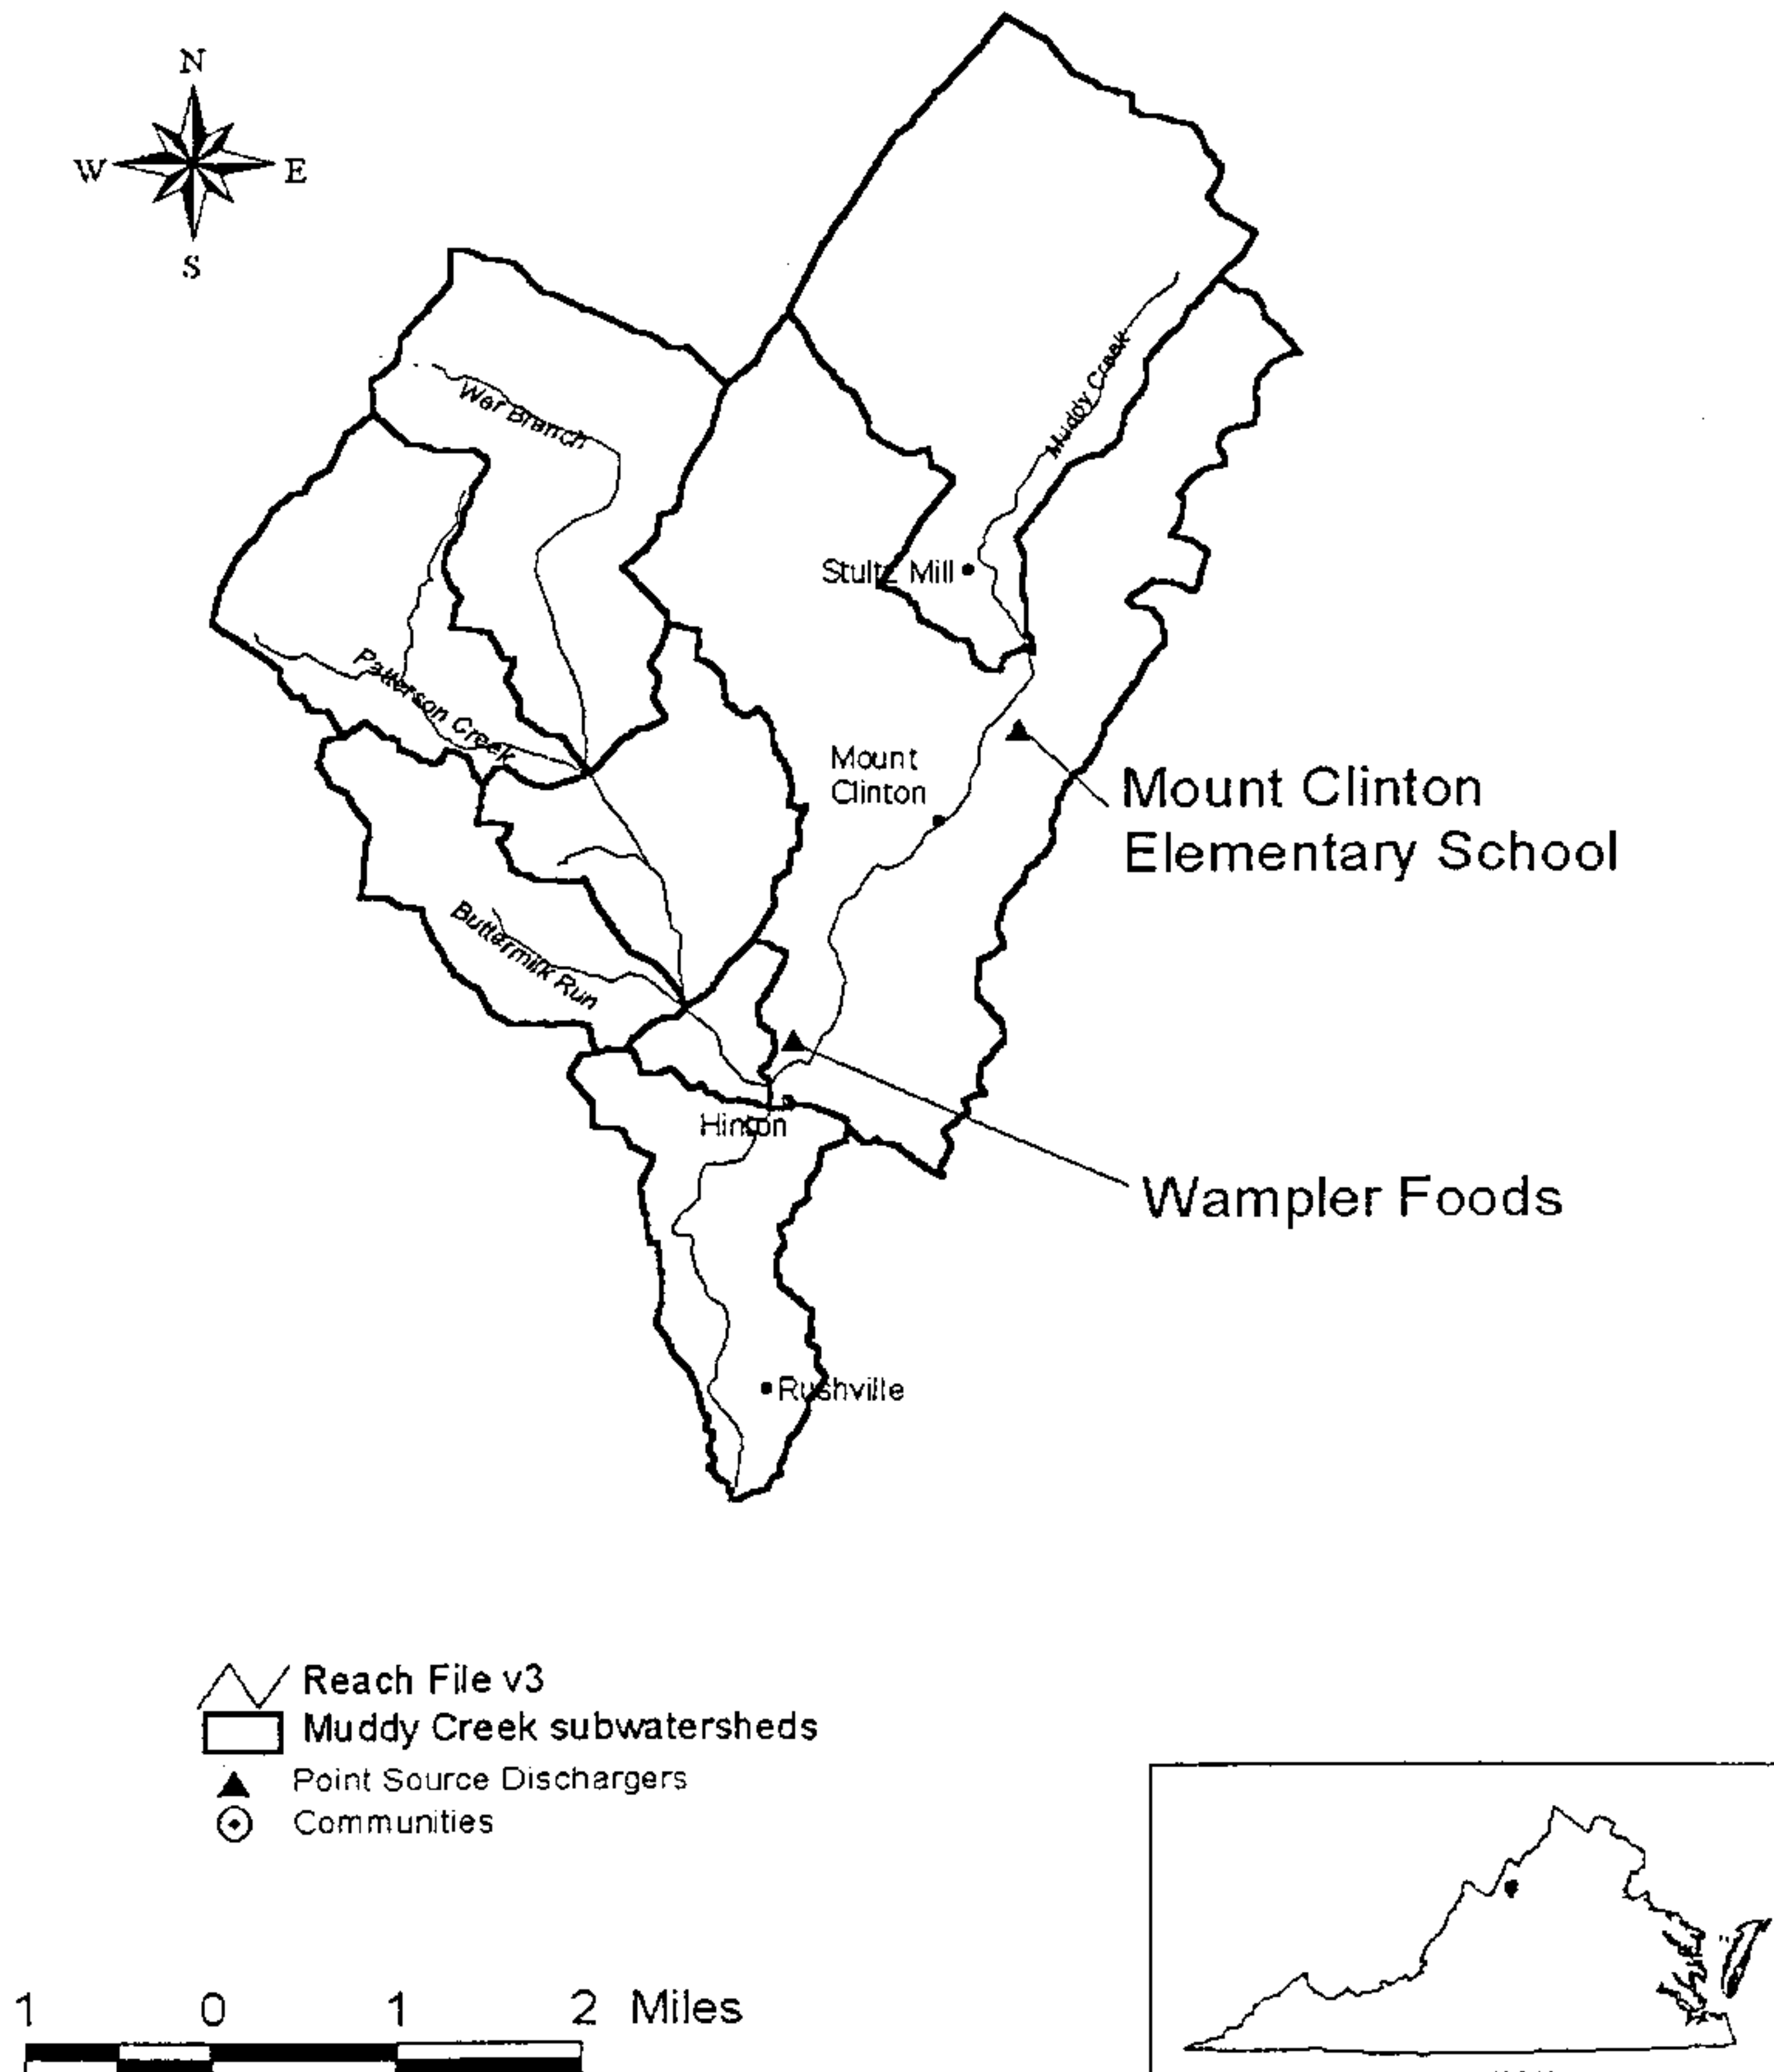 N
W E
S
War Branch
Muddy Creek
Stultz Mill
Patterson Creek
Mount
Clinton
Mount Clinton
Elementary School
Buttermilk Run
Hinton
Wampler Foods
Rushville
Reach File v3
Muddy Creek subwatersheds
Point Source Dischargers
Communities
1 0 1 2 Miles